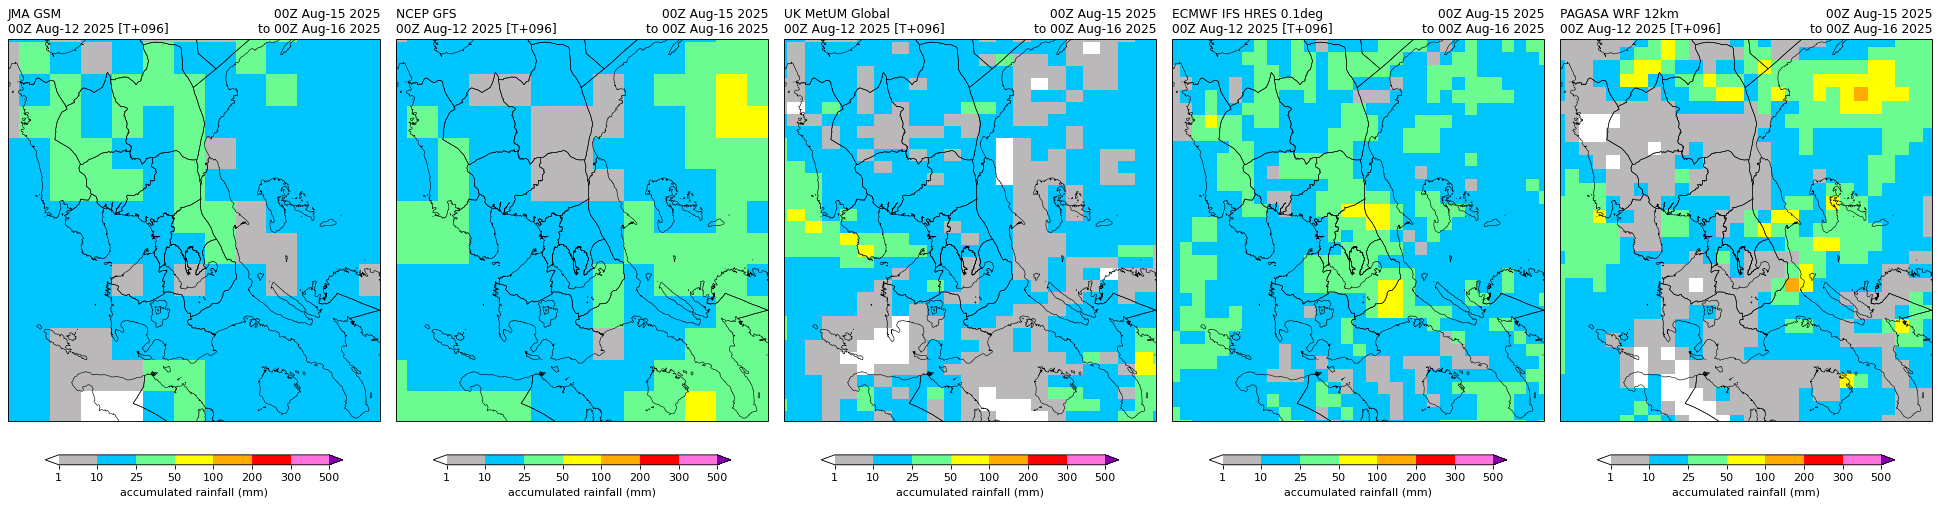 JMA GSM 00Z Aug-15 2025
00Z Aug-12 2025 [T+096] to 00Z Aug-16 2025
NCEP GFS 00Z Aug-15 2025
00Z Aug-12 2025 [T+096] to 00Z Aug-16 2025
UK MetUM Global 00Z Aug-15 2025
00Z Aug-12 2025 [T+096] to 00Z Aug-16 2025
ECMWF IFS HRES 0.1deg 00Z Aug-15 2025
00Z Aug-12 2025 [T+096] to 00Z Aug-16 2025
PAGASA WRF 12km 00Z Aug-15 2025
00Z Aug-12 2025 [T+096] to 00Z Aug-16 2025
1 10 25 50 100 200 300 500
accumulated rainfall (mm)
1 10 25 50 100 200 300 500
accumulated rainfall (mm)
1 10 25 50 100 200 300 500
accumulated rainfall (mm)
1 10 25 50 100 200 300 500
accumulated rainfall (mm)
1 10 25 50 100 200 300 500
accumulated rainfall (mm)